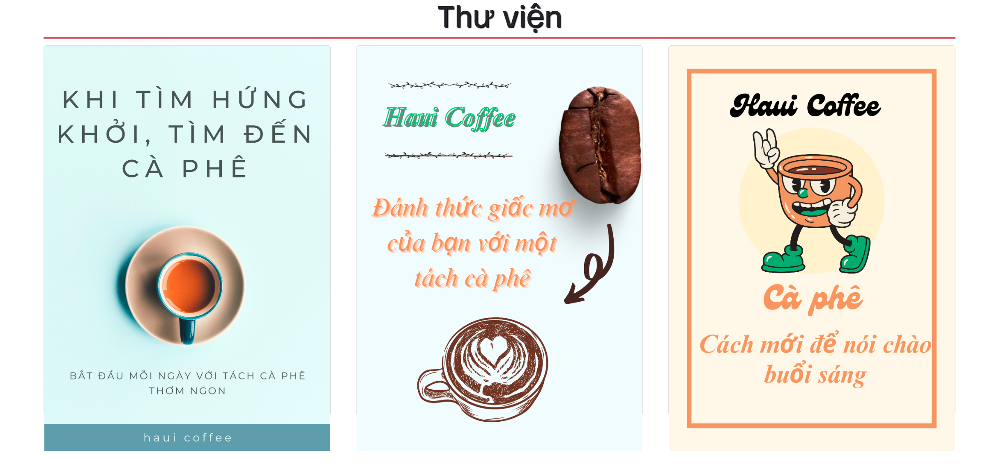 Thư viện
KHI TÌM HỨNG
KHỞI, TÌM ĐẾN
CÀ PHÊ
BẮT ĐẦU MỖI NGÀY VỚI TÁCH CÀ PHÊ
THƠM NGON
haui coffee
Haui Coffee
Đánh thức giấc mơ
của bạn với một
tách cà phê
Haui Coffee
Cà phê
Cách mới để nói chào
buổi sáng